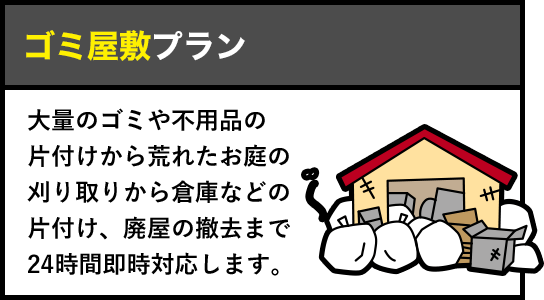 ゴミ屋敷プラン
大量のゴミや不用品の
片付けから荒れたお庭の
刈り取りから倉庫などの
片付け、廃屋の撤去まで
24時間即時対応します。